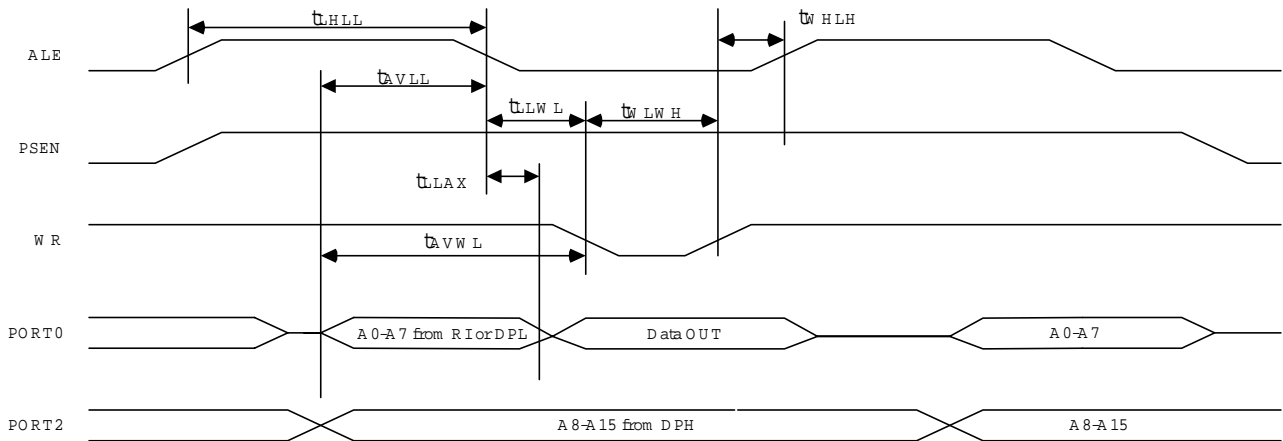 tLHLL
tWHLH
ALE
tAVLL
tLLWL
tWLWH
PSEN
tLLAX
WR
tAVWL
PORT0
A0-A7 from RI or DPL
Data OUT
A0-A7
PORT2
A8-A15 from DPH
A8-A15